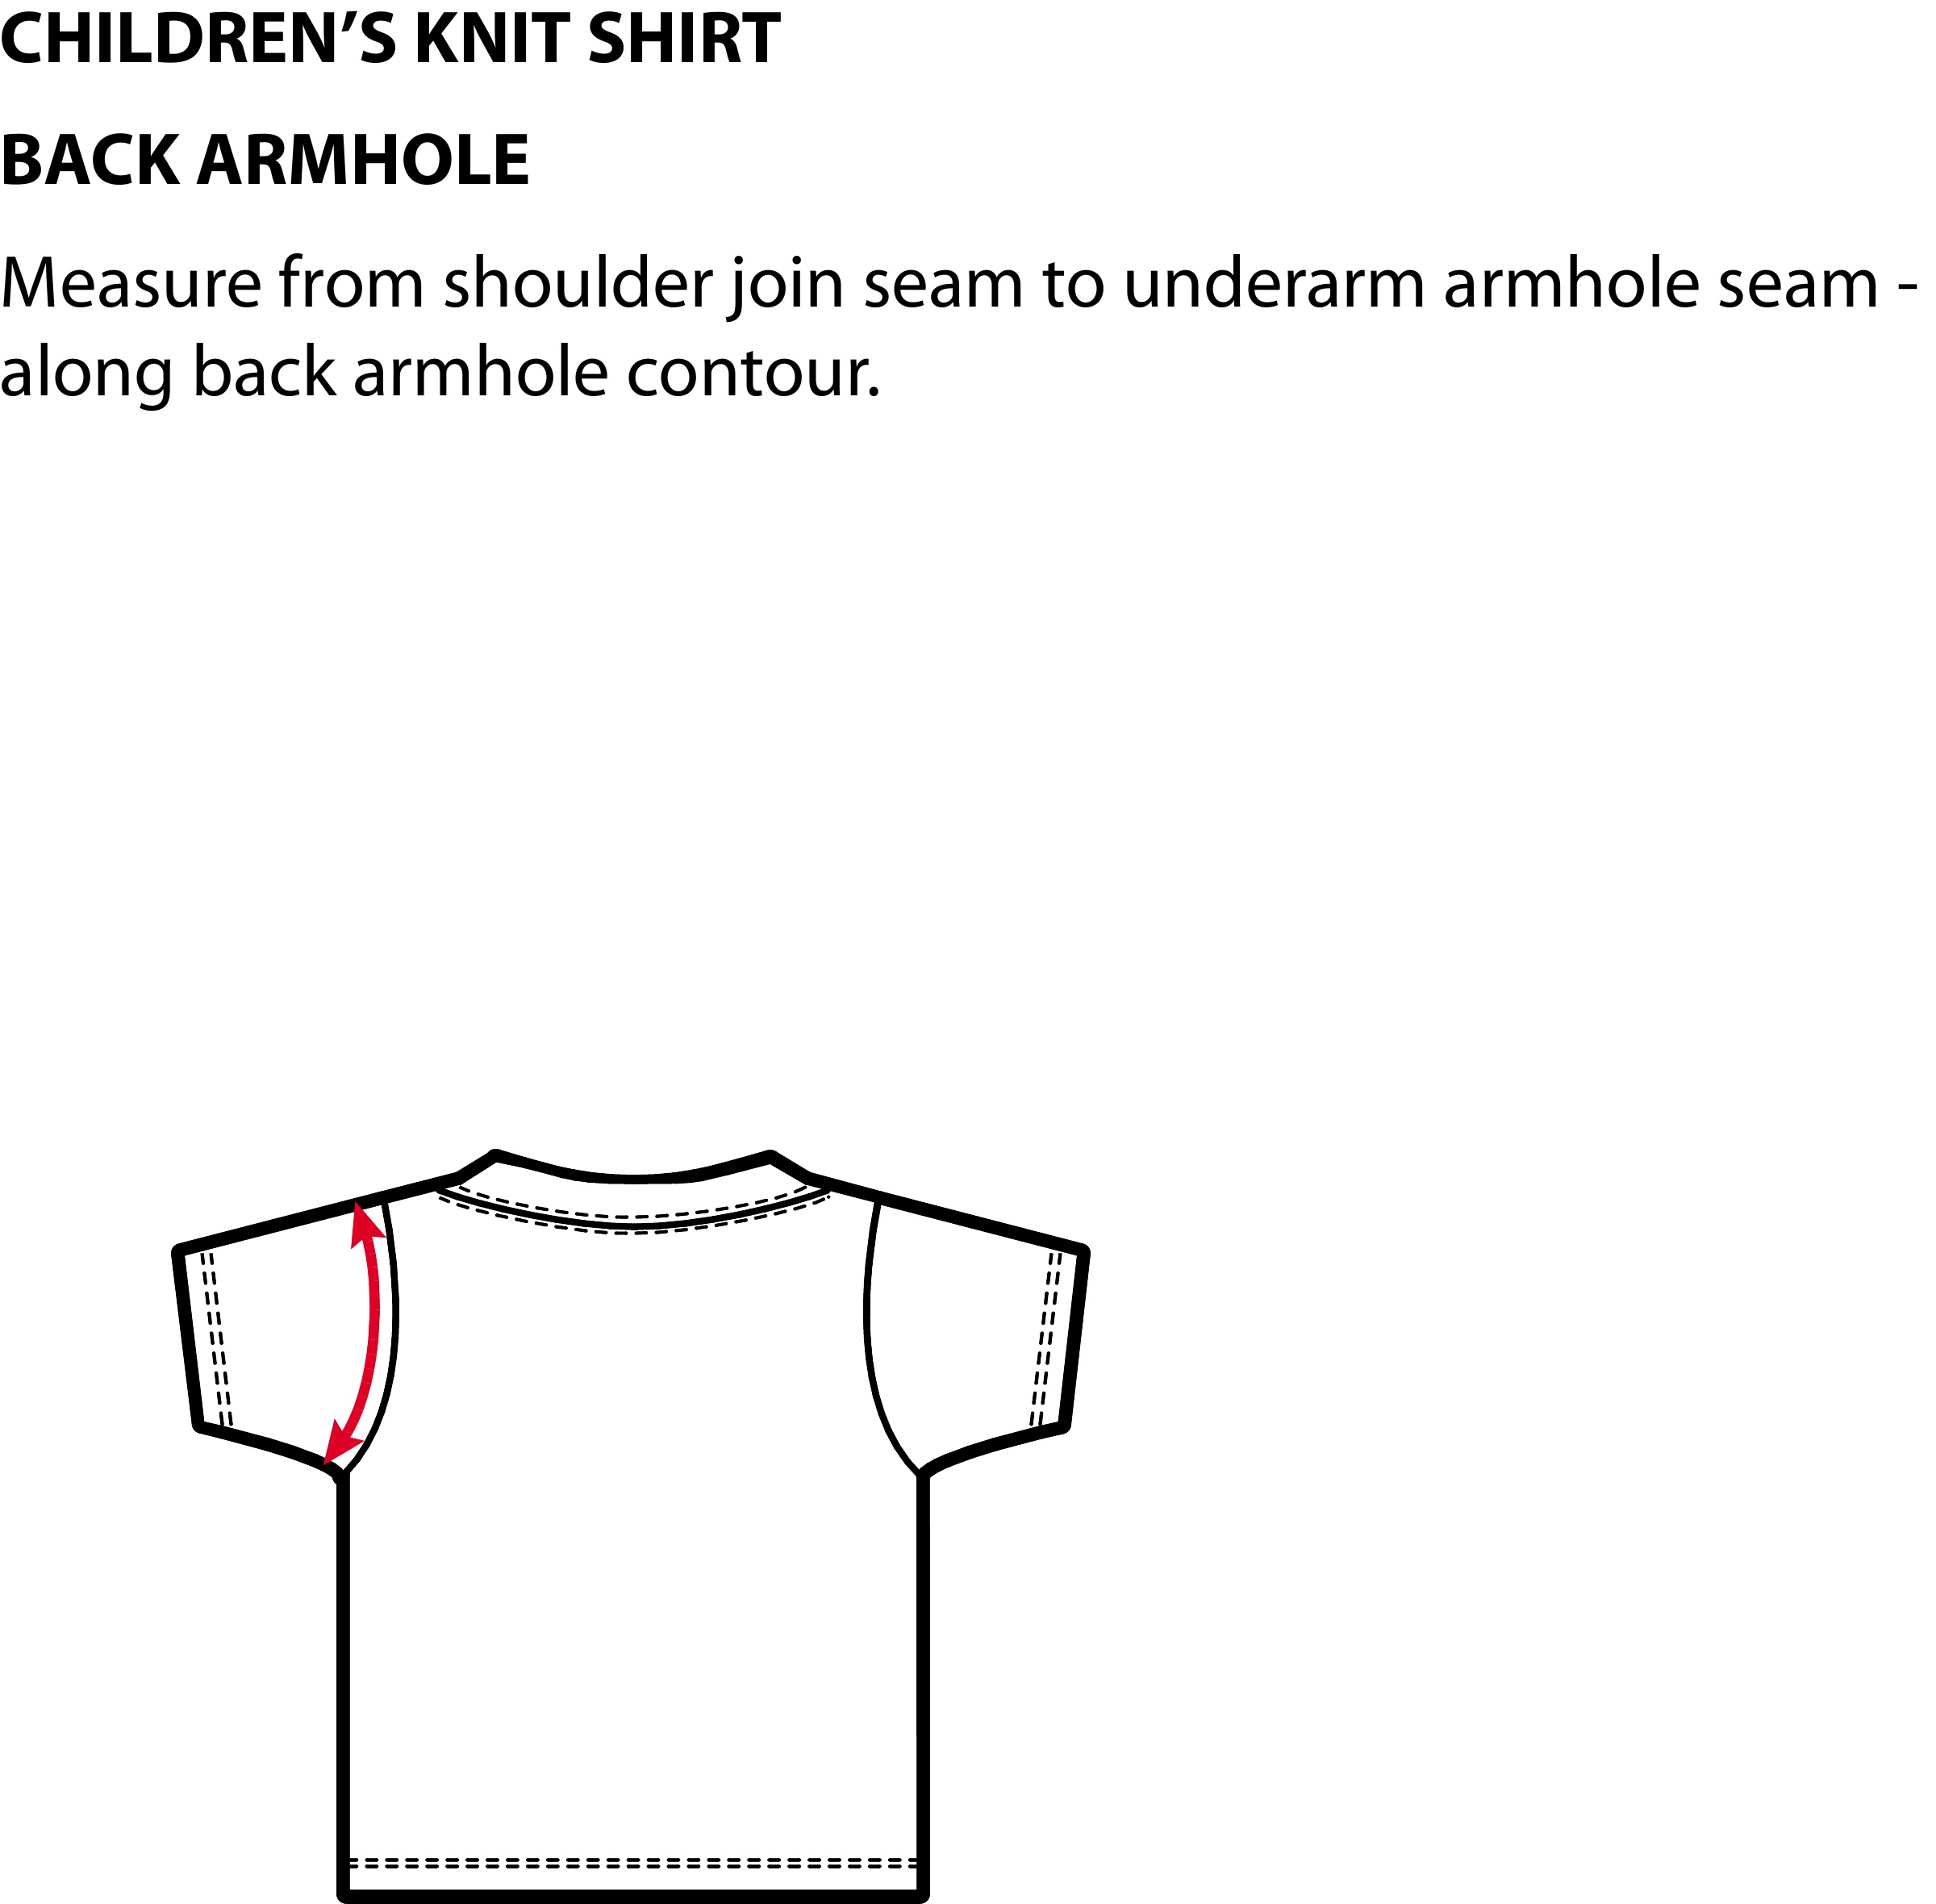 CHILDREN’S KNIT SHIRT
BACK ARMHOLE
Measure from shoulder join seam to underarm armhole seam -
along back armhole contour.